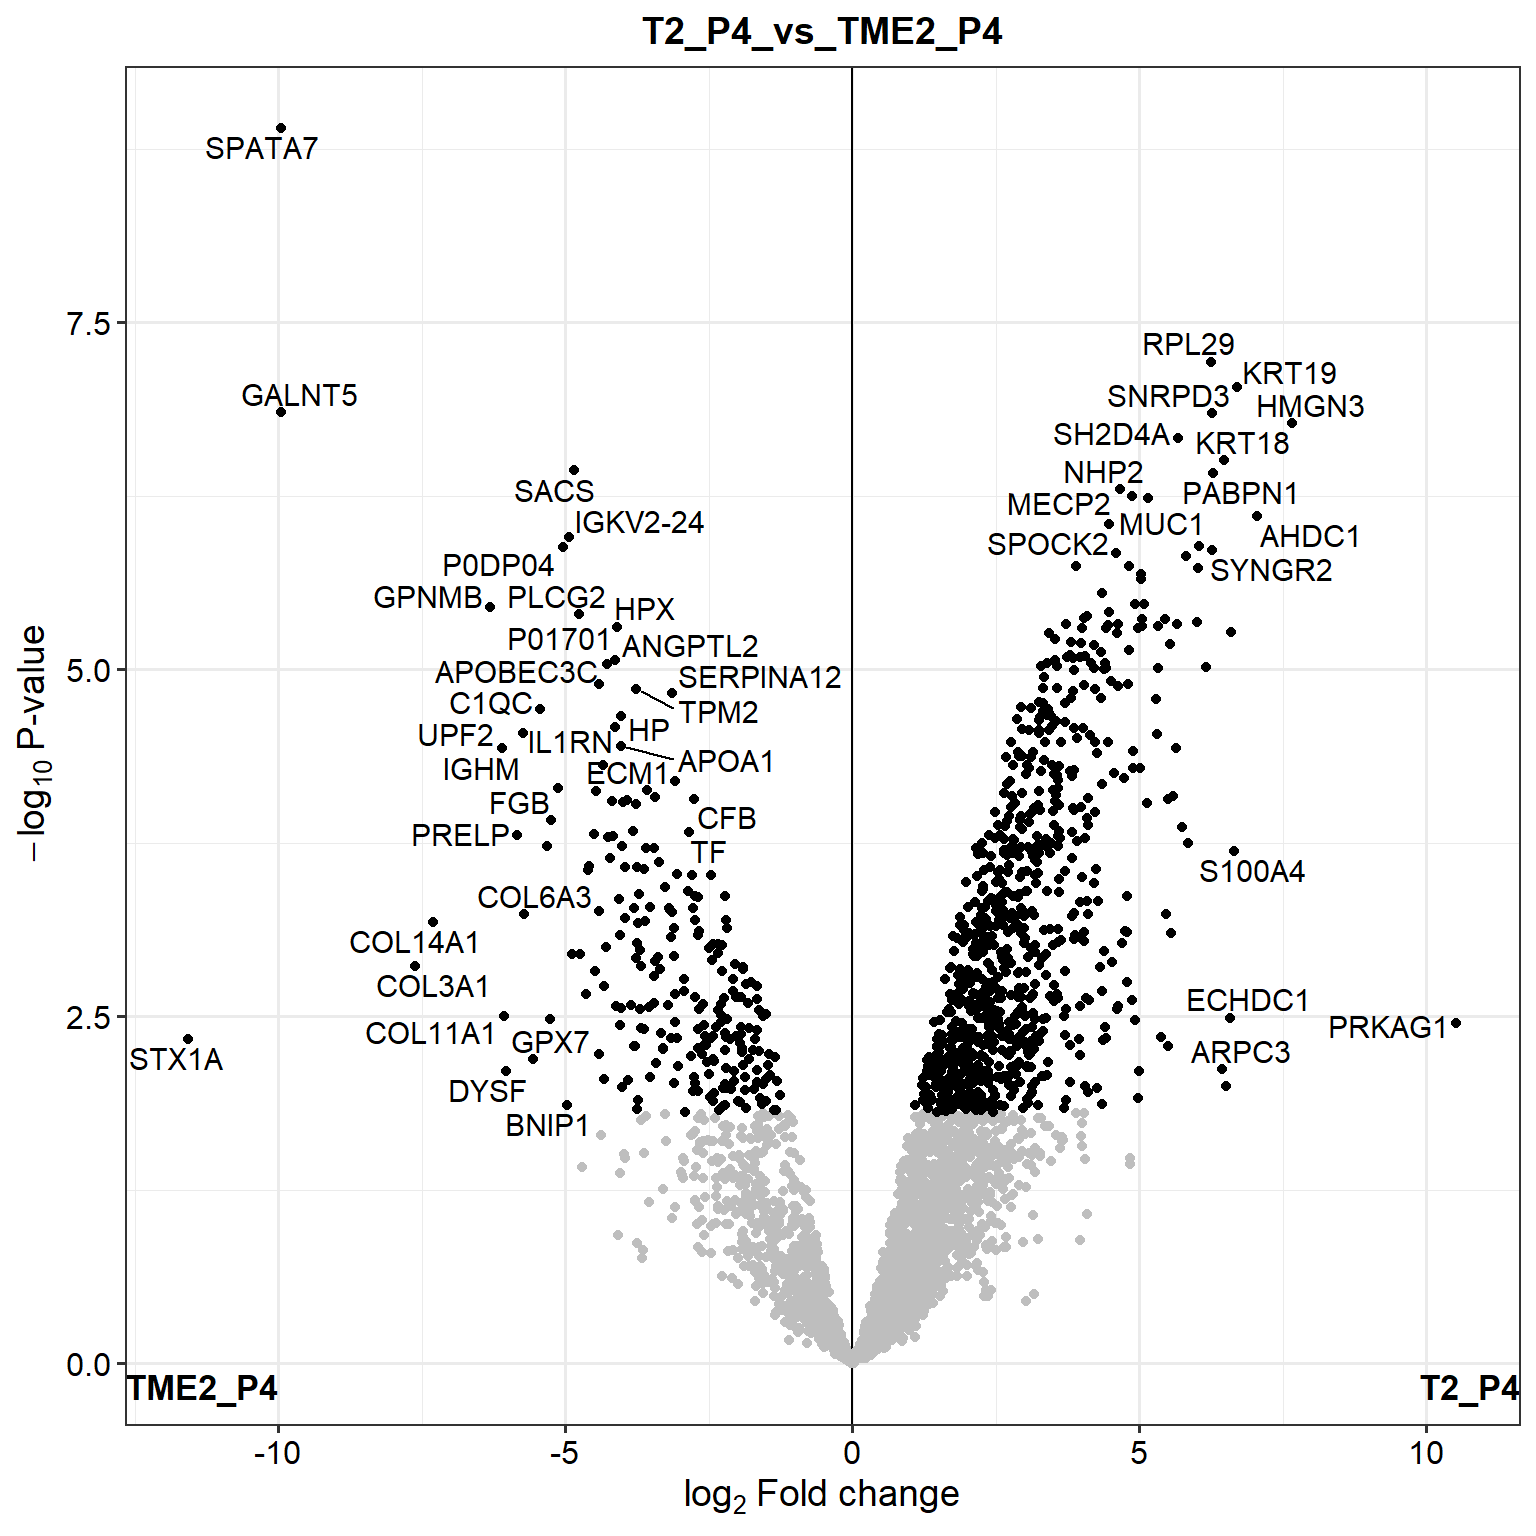 T2_P4_vs_TME2_P4
SPATA7
7.5
RPL29
KRT19
GALNT5
SNRPD3
HMGN3
SH2D4A
KRT18
NHP2
SACS
PABPN1
MECP2
IGKV2-24
MUC1
AHDC1
SPOCK2
P0DP04
SYNGR2
GPNMB
PLCG2
HPX
P01701
ANGPTL2
5.0
APOBEC3C
SERPINA12
C1QC
TPM2
UPF2
IL1RN
HP
IGHM
ECM1
APOA1
FGB
CFB
PRELP
TF
S100A4
COL6A3
COL14A1
COL3A1
ECHDC1
2.5
PRKAG1
COL11A1
GPX7
STX1A
ARPC3
DYSF
BNIP1
0.0
TME2_P4
T2_P4
-10
-5
0
5
10
log2 Fold change
−log10 P-value